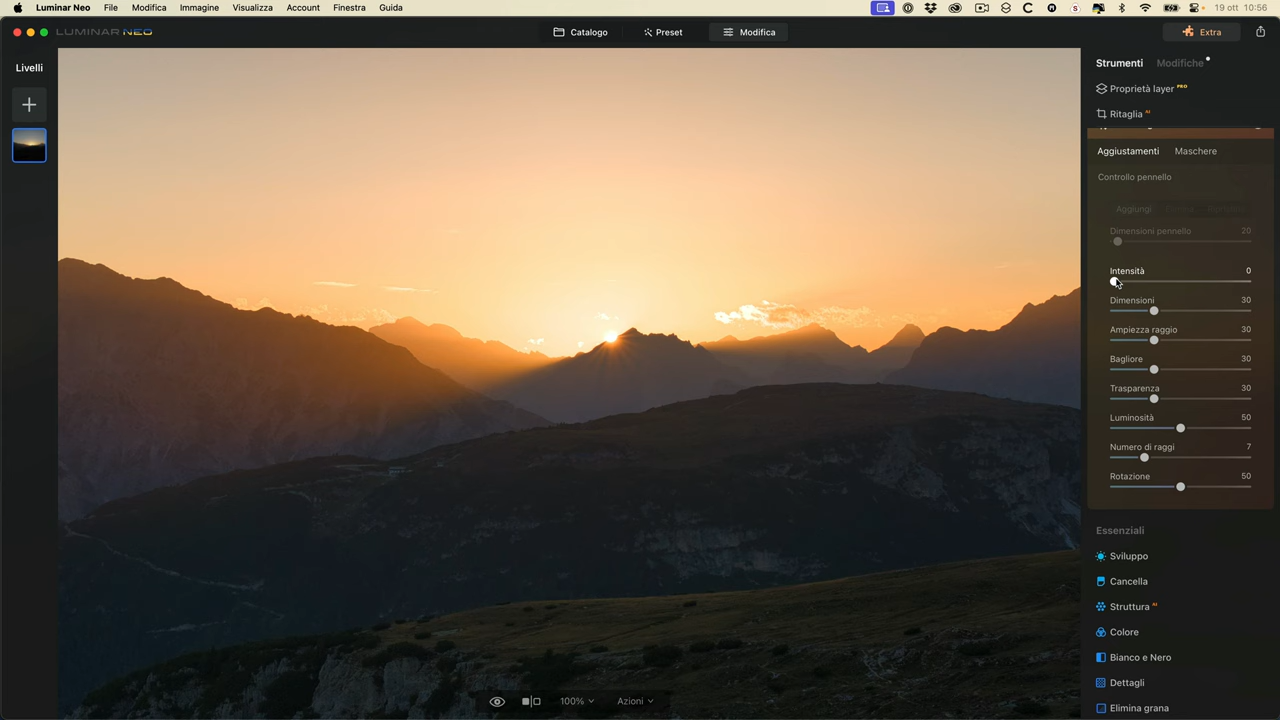 Luminar Neo File Modifica Immagine Visualizza Account Finestra Guida 19 ott 10:56
LUMINAR NEO Catalogo Preset Modifica Extra
Livelli
Strumenti Modifiche
Proprietà layer PRO
Ritaglia AI
Aggiustamenti Maschere
Controllo pennello
Aggiungi
Dimensioni pennello 20
Intensità 0
Dimensioni 30
Ampiezza raggio 30
Bagliore 30
Trasparenza 30
Luminosità 50
Numero di raggi 7
Rotazione 50
Essenziali
Sviluppo
Cancella
Struttura AI
Colore
Bianco e Nero
Dettagli
Elimina grana
100% Azioni